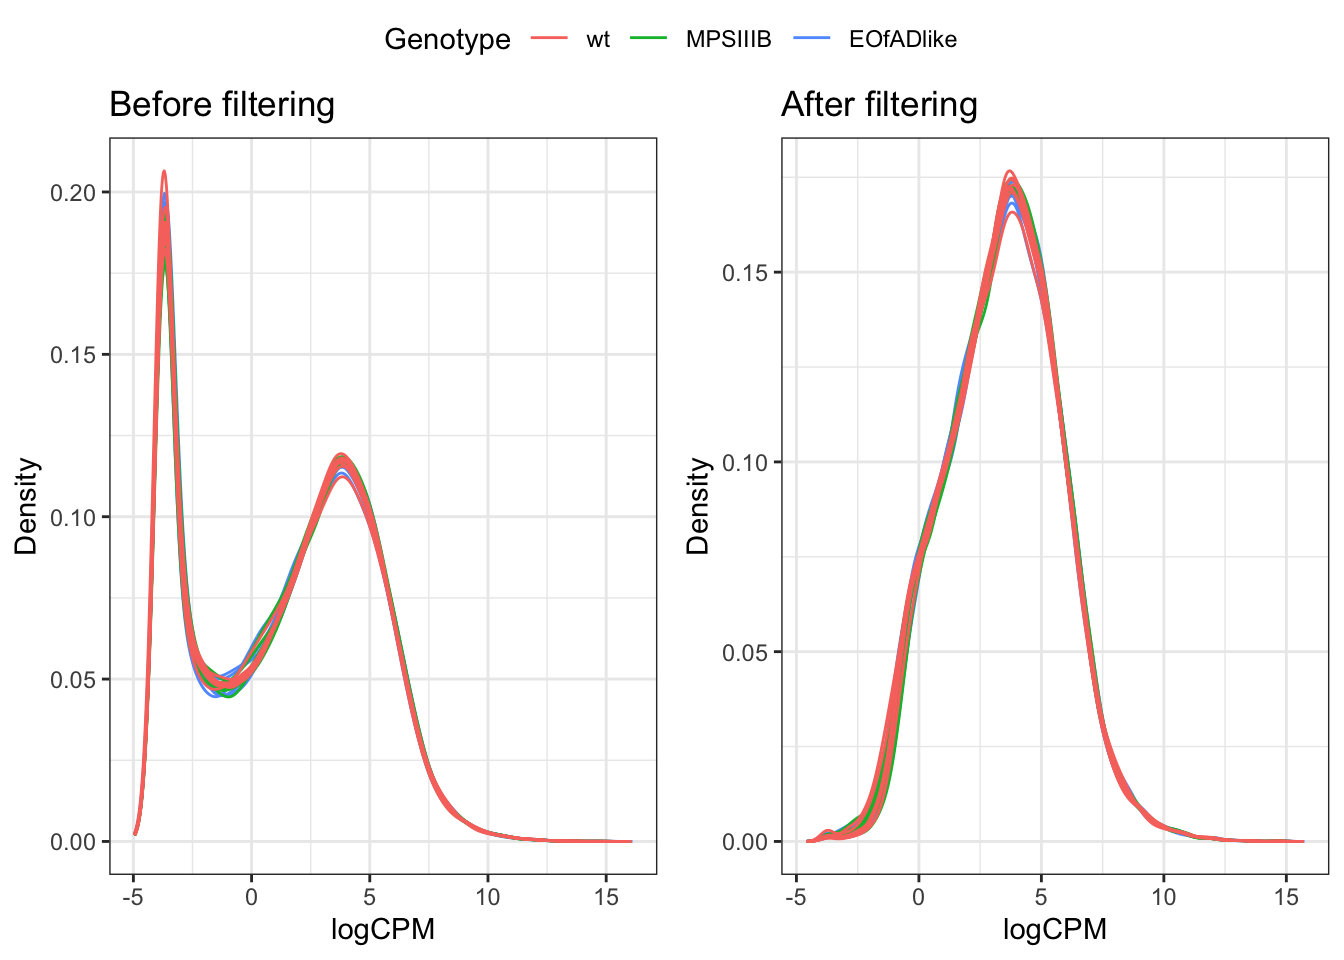 Genotype wt MPSIIIB EOfADlike
Before filtering
0.20
0.15
0.10
0.05
0.00
Density
-5 0 5 10 15
logCPM
After filtering
0.15
0.10
0.05
0.00
Density
-5 0 5 10 15
logCPM